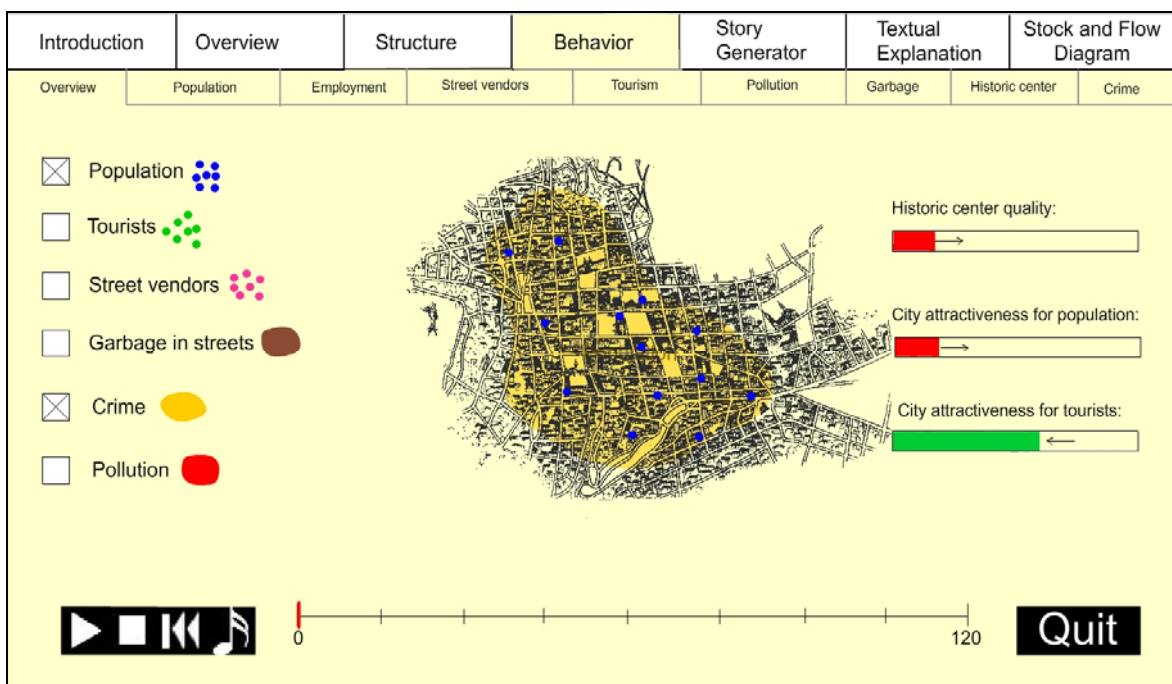 Introduction
Overview
Structure
Behavior
Story
Generator
Textual
Explanation
Stock and Flow
Diagram
Overview
Population
Employment
Street vendors
Tourism
Pollution
Garbage
Historic center
Crime
Population
Tourists
Street vendors
Garbage in streets
Crime
Pollution
Historic center quality:
City attractiveness for population:
City attractiveness for tourists:
0
120
Quit